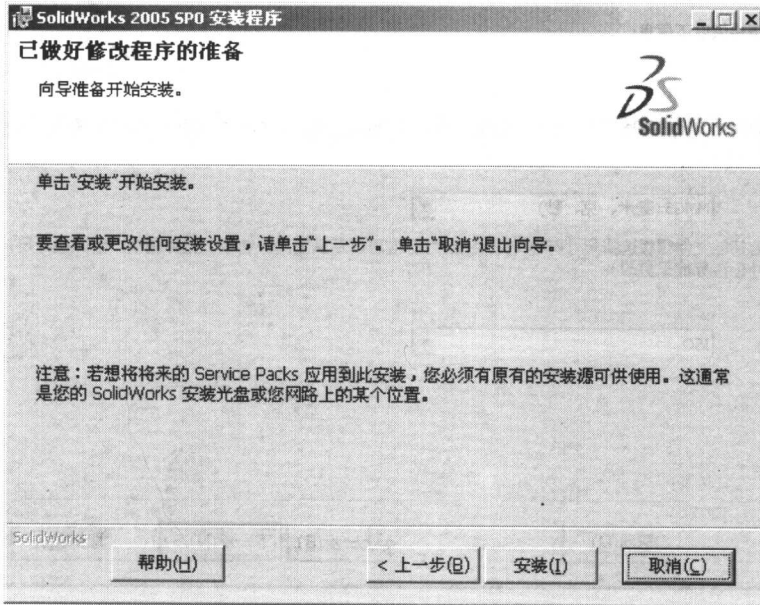 SolidWorks 2005 SP0 安装程序
已做好修改程序的准备
向导准备开始安装。
SolidWorks
单击“安装”开始安装。
要查看或更改任何安装设置，请单击“上一步”。 单击“取消”退出向导。
注意：若想将将来的 Service Packs 应用到此安装，您必须有原有的安装源可供使用。这通常
是您的 SolidWorks 安装光盘或您网路上的某个位置。
SolidWorks
帮助(H)
< 上一步(B)
安装(I)
取消(C)